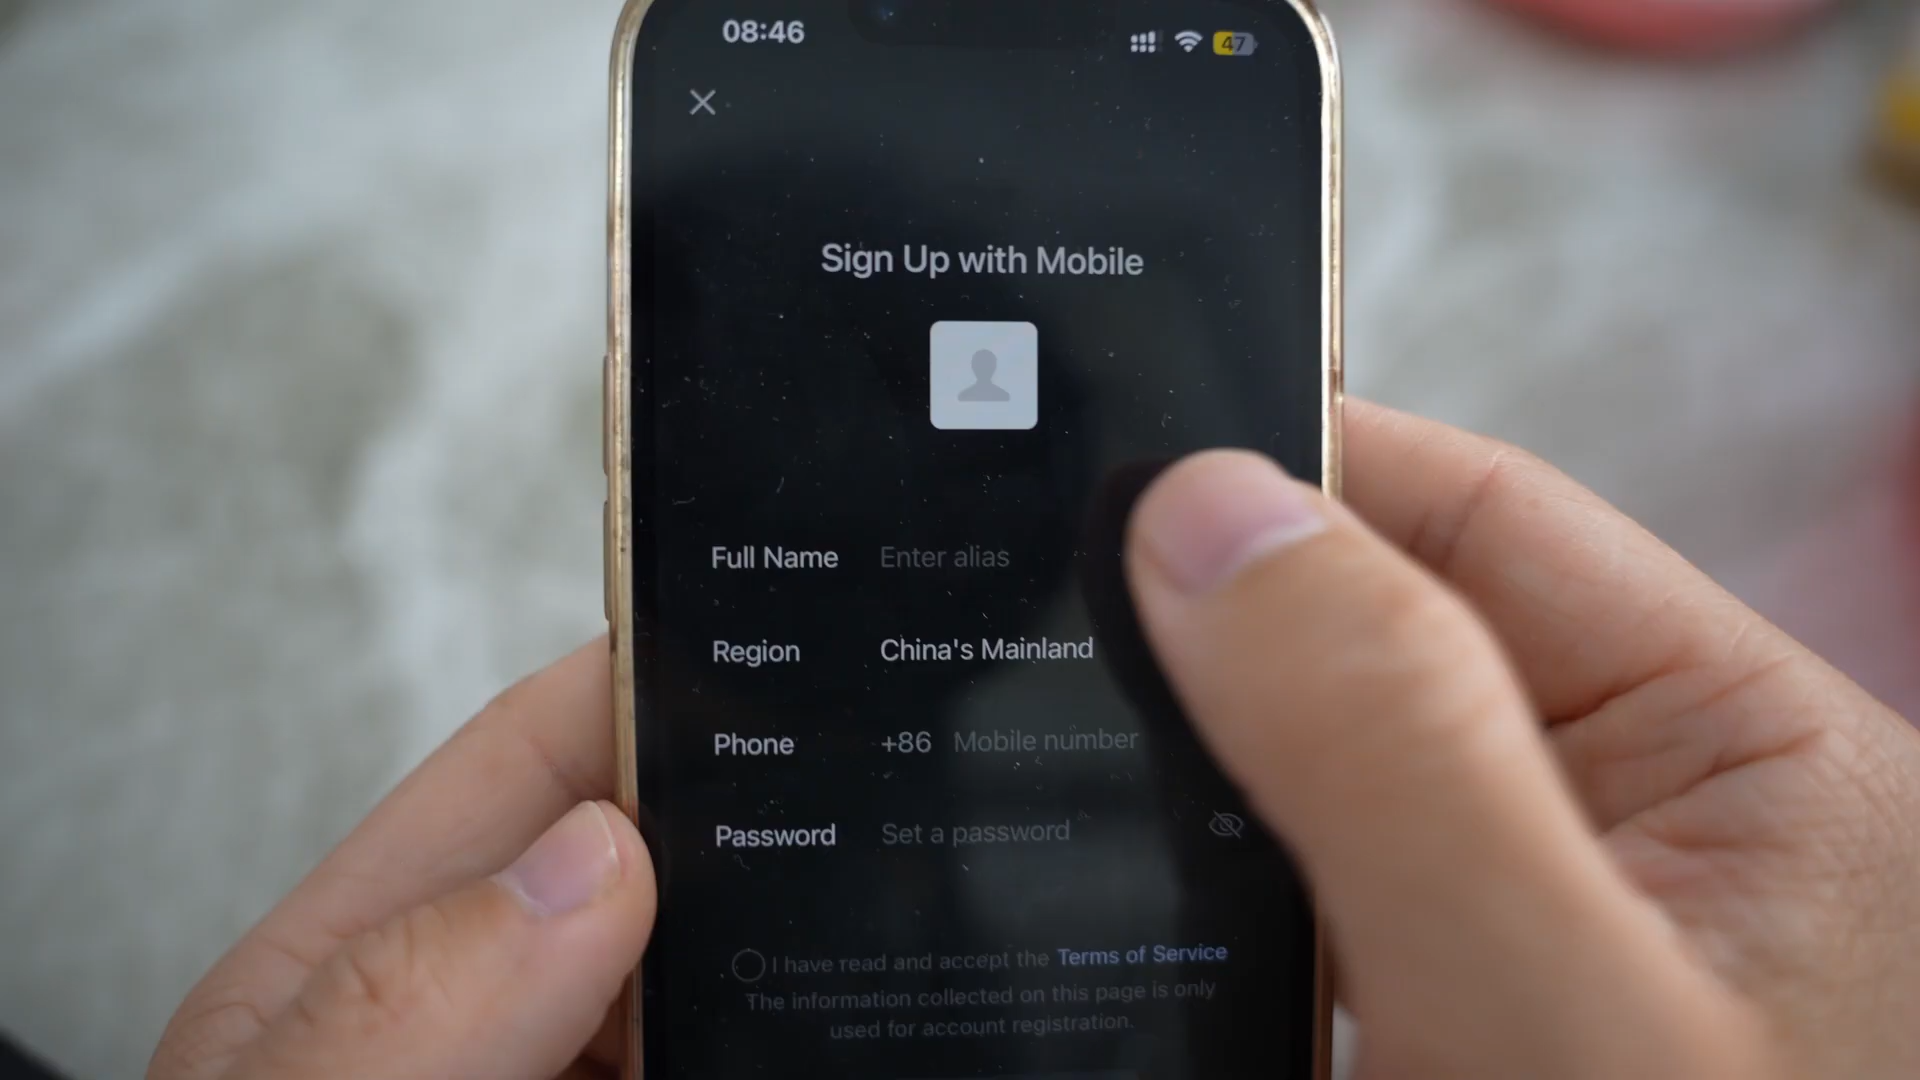 08:46
47
Sign Up with Mobile
Full Name Enter alias
Region China's Mainland
Phone +86 Mobile number
Password Set a password
I have read and accept the Terms of Service
The information collected on this page is only
used for account registration.